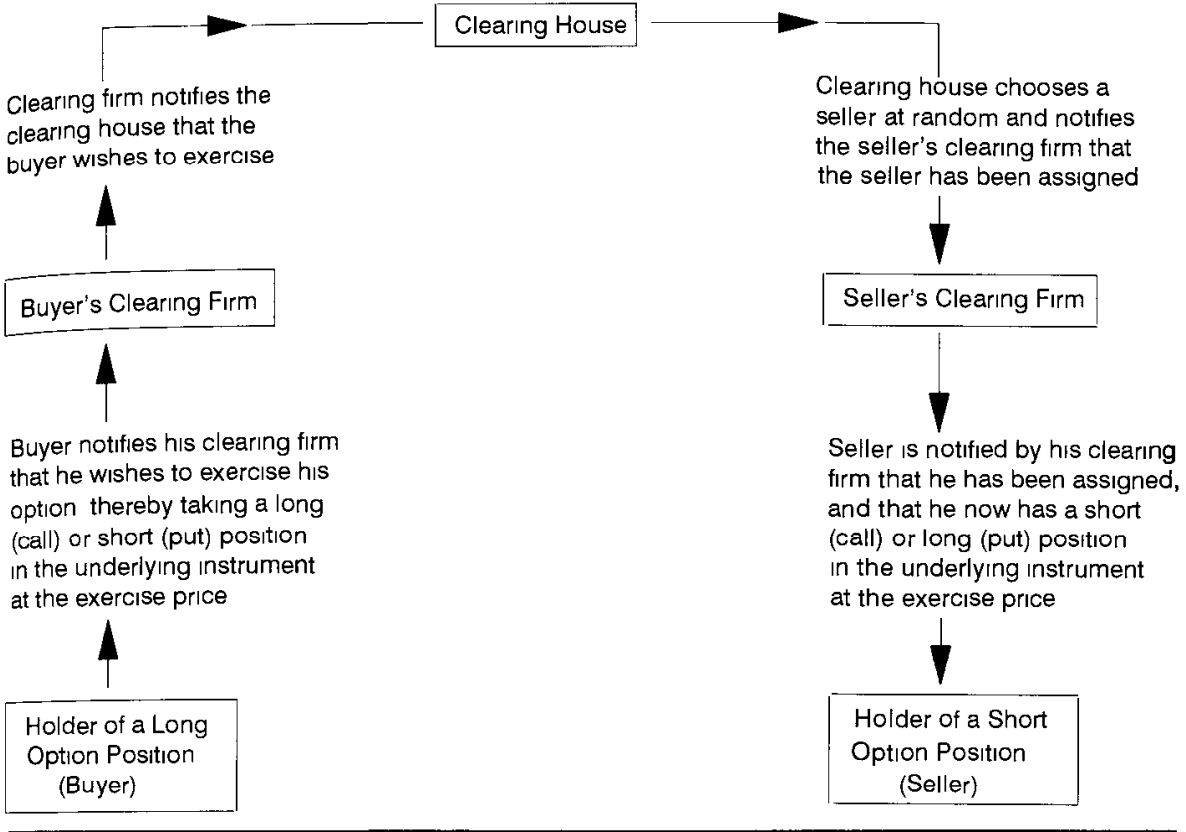 Clearing House
Clearing firm notifies the
clearing house that the
buyer wishes to exercise
Buyer's Clearing Firm
Buyer notifies his clearing firm
that he wishes to exercise his
option thereby taking a long
(call) or short (put) position
in the underlying instrument
at the exercise price
Holder of a Long
Option Position
(Buyer)
Clearing house chooses a
seller at random and notifies
the seller's clearing firm that
the seller has been assigned
Seller's Clearing Firm
Seller is notified by his clearing
firm that he has been assigned,
and that he now has a short
(call) or long (put) position
in the underlying instrument
at the exercise price
Holder of a Short
Option Position
(Seller)